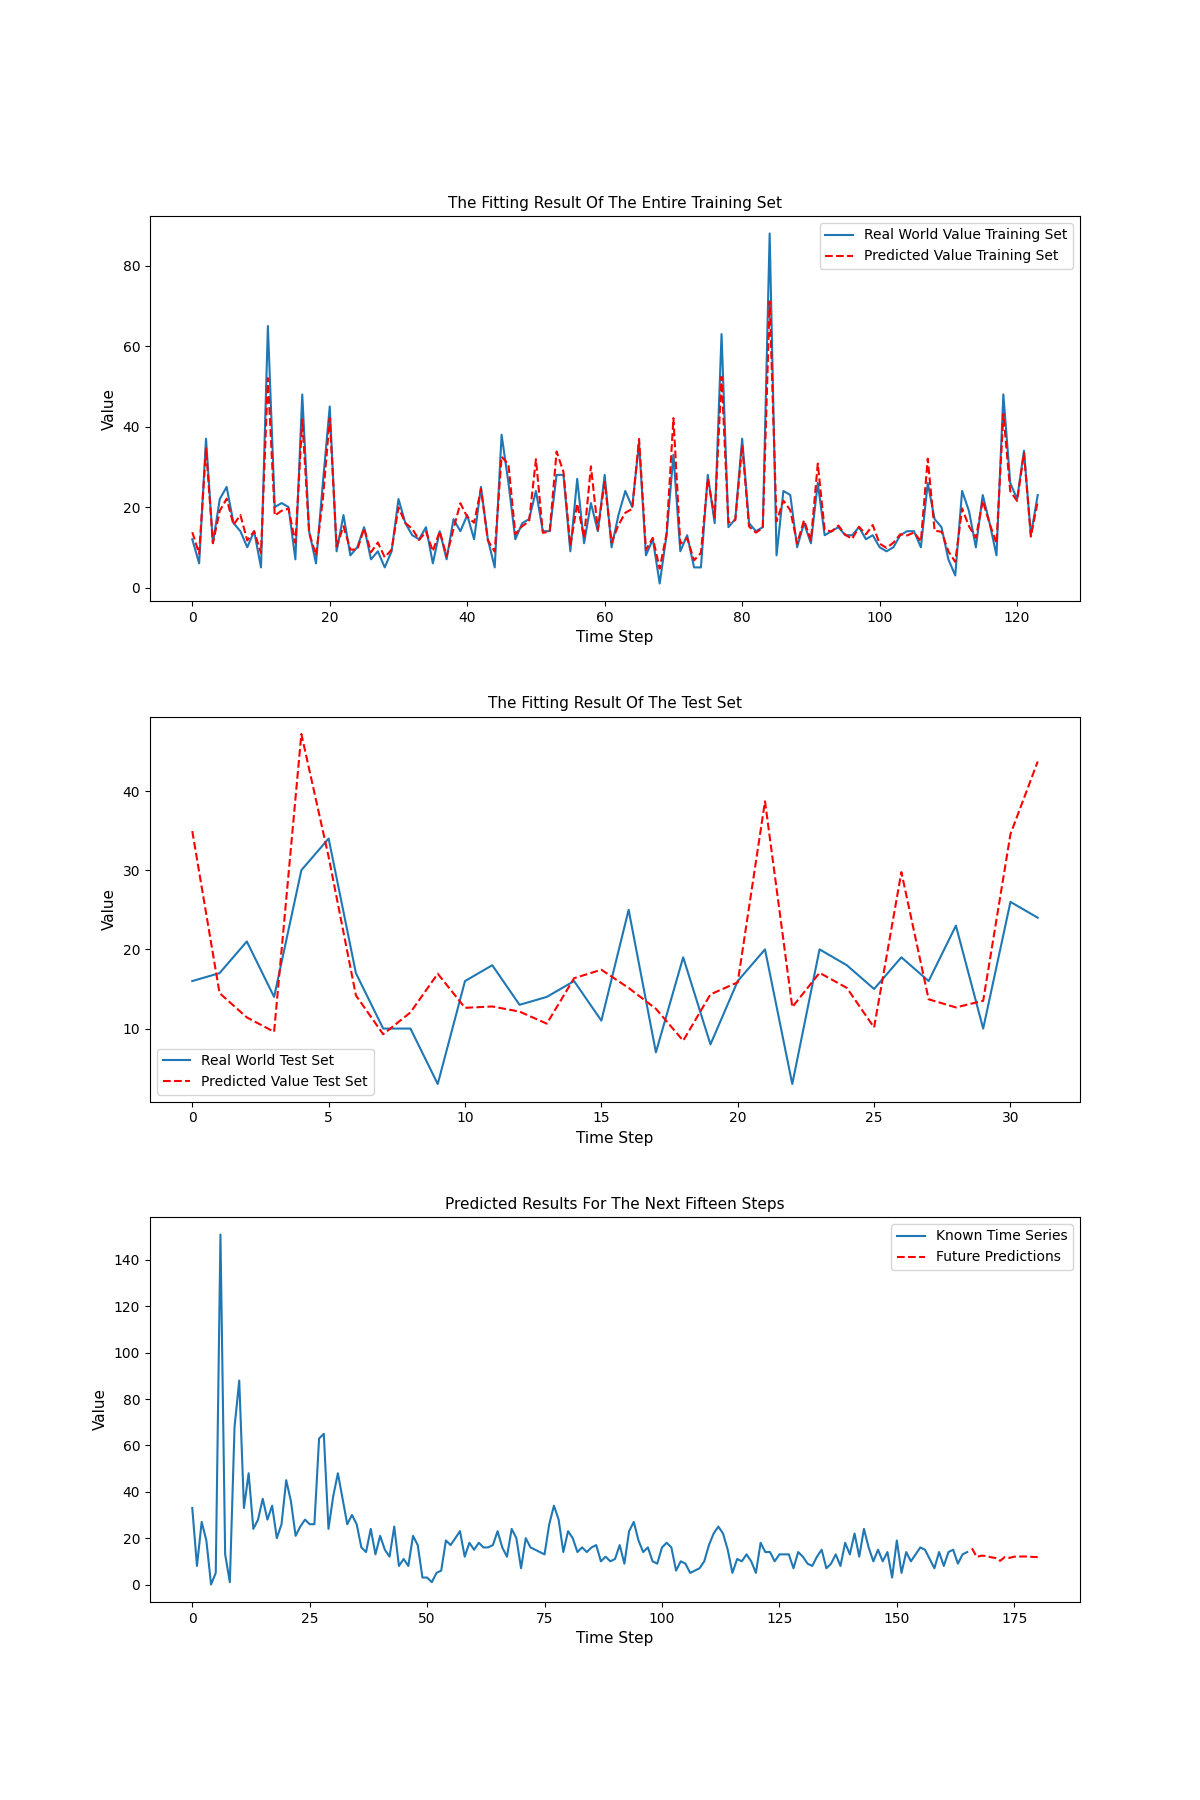 The Fitting Result Of The Entire Training Set
Real World Value Training Set
Predicted Value Training Set
Value
80
60
40
20
0
0 20 40 60 80 100 120
Time Step
The Fitting Result Of The Test Set
Value
40
30
20
10
Real World Test Set
Predicted Value Test Set
0 5 10 15 20 25 30
Time Step
Predicted Results For The Next Fifteen Steps
Known Time Series
Future Predictions
Value
140
120
100
80
60
40
20
0
0 25 50 75 100 125 150 175
Time Step